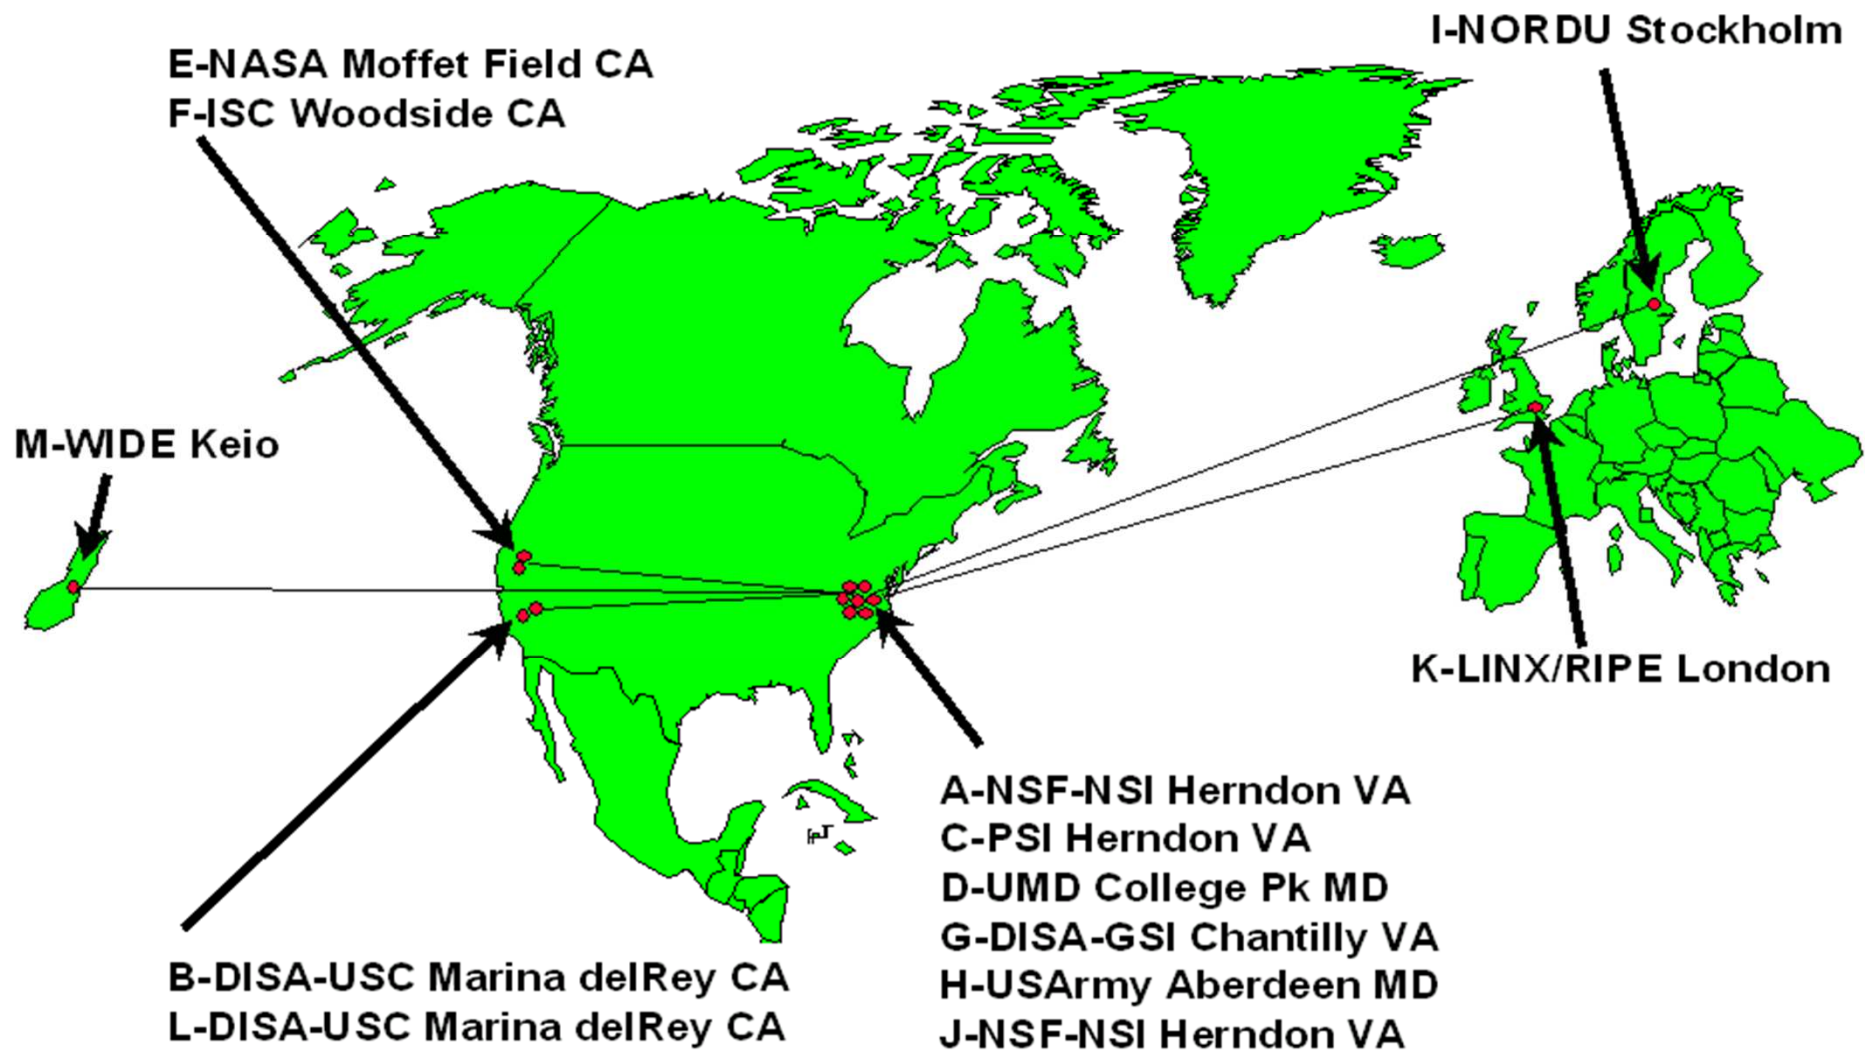 I-NORDU Stockholm
E-NASA Moffet Field CA
F-ISC Woodside CA
M-WIDE Keio
K-LINX/RIPE London
A-NSF-NSI Herndon VA
C-PSI Herndon VA
D-UMD College Pk MD
G-DISA-GSI Chantilly VA
H-USArmy Aberdeen MD
J-NSF-NSI Herndon VA
B-DISA-USC Marina delRey CA
L-DISA-USC Marina delRey CA